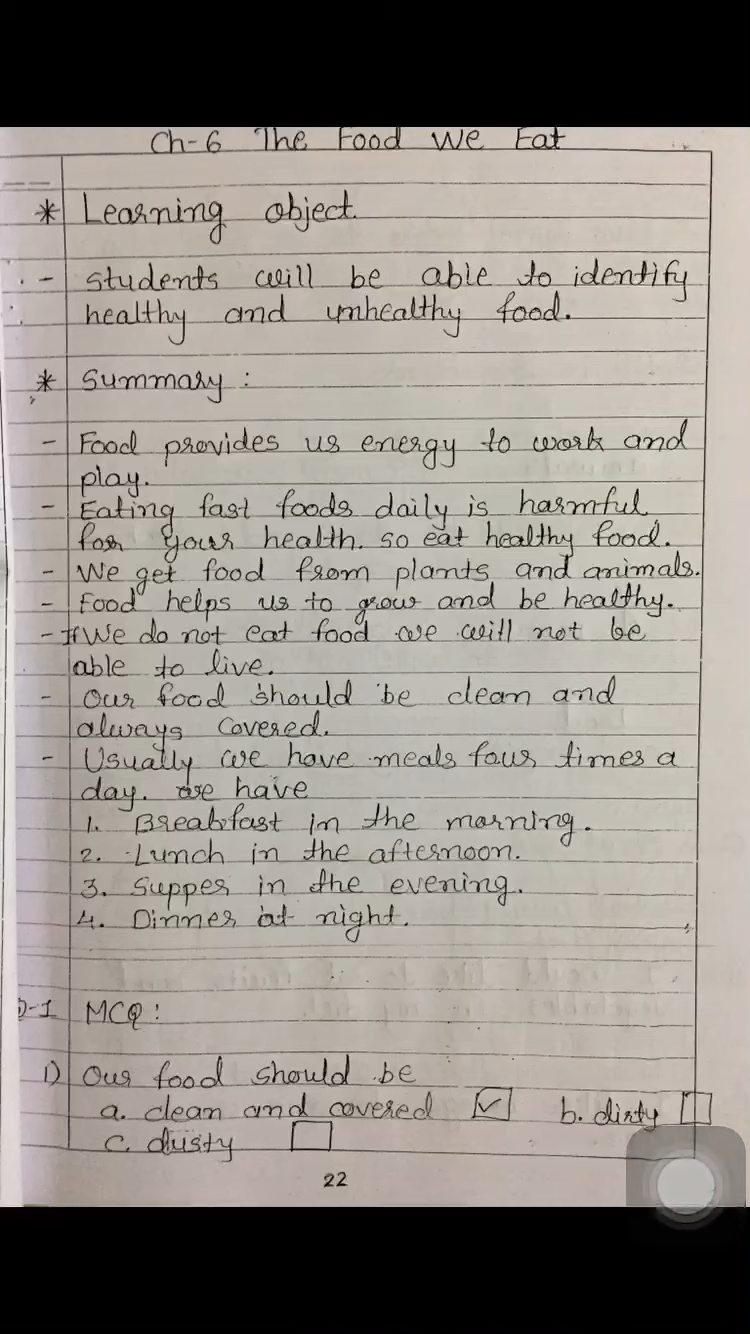 Ch-6 The Food We Eat
* Learning object.
- Students will be able to identify
healthy and unhealthy food.
* Summary :
- Food provides us energy to work and
play.
- Eating fast foods daily is harmful
for your health. so eat healthy food.
- We get food from plants and animals.
- Food helps us to grow and be healthy.
- If We do not eat food we will not be
able to live.
- Our food should be clean and
always covered.
- Usually we have meals four times a
day. we have
1. Breakfast in the morning.
2. Lunch in the afternoon.
3. Supper in the evening.
4. Dinner at night.
Q-1 MCQ :
1) Our food should be
a. clean and covered ☑ b. dirty ☐
c. dusty ☐
22